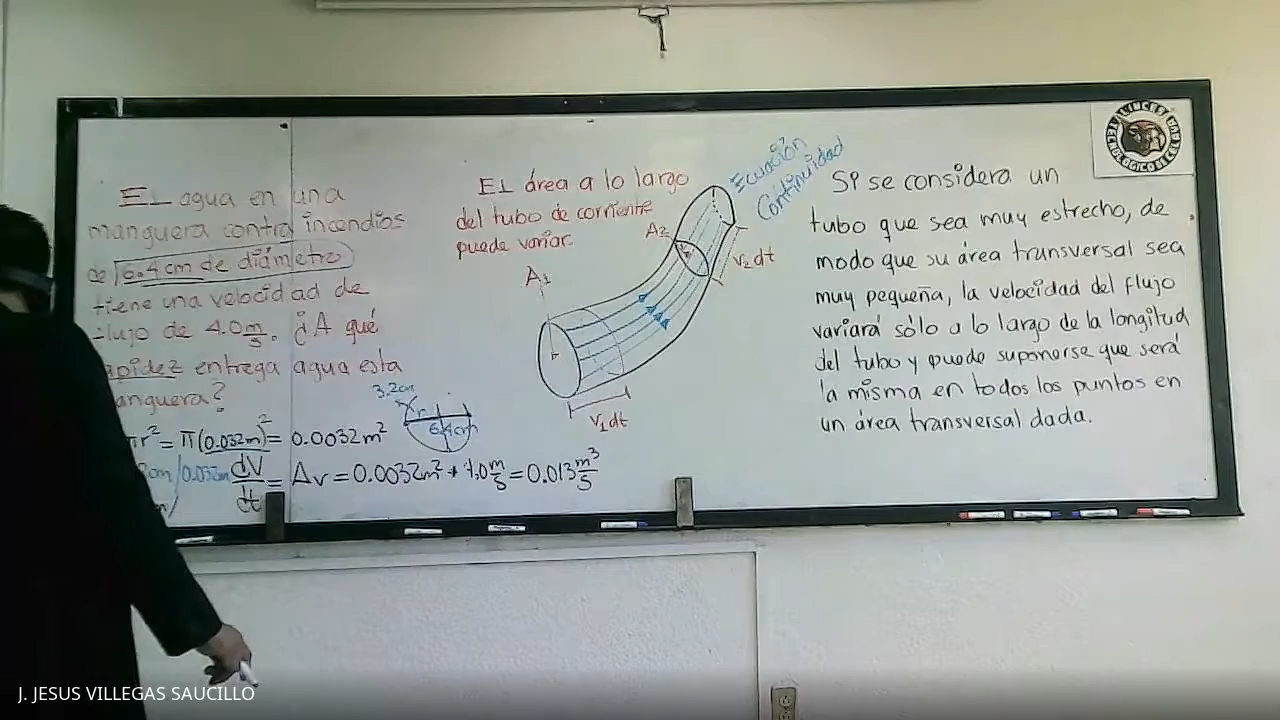 EL agua en una
manguera contra incendios
de 6.4cm de diámetro
tiene una velocidad de
flujo de 4.0 m/s. ¿A qué
rapidez entrega agua esta
manguera?
πr² = π(0.032m)² = 0.0032m²
/0.032m
dV/dt = Av = 0.0032m² * 4.0 m/s = 0.013 m³/s
3.2cm
r
6.4cm
EL área a lo largo
del tubo de corriente
puede variar.
A₁
A₂
r
v₁dt
v₂dt
Ecuación
Continuidad
Si se considera un
tubo que sea muy estrecho, de
modo que su área transversal sea
muy pequeña, la velocidad del flujo
variará sólo a lo largo de la longitud
del tubo y puede suponerse que será
la misma en todos los puntos en
un área transversal dada.
LINCES
J. JESUS VILLEGAS SAUCILLO